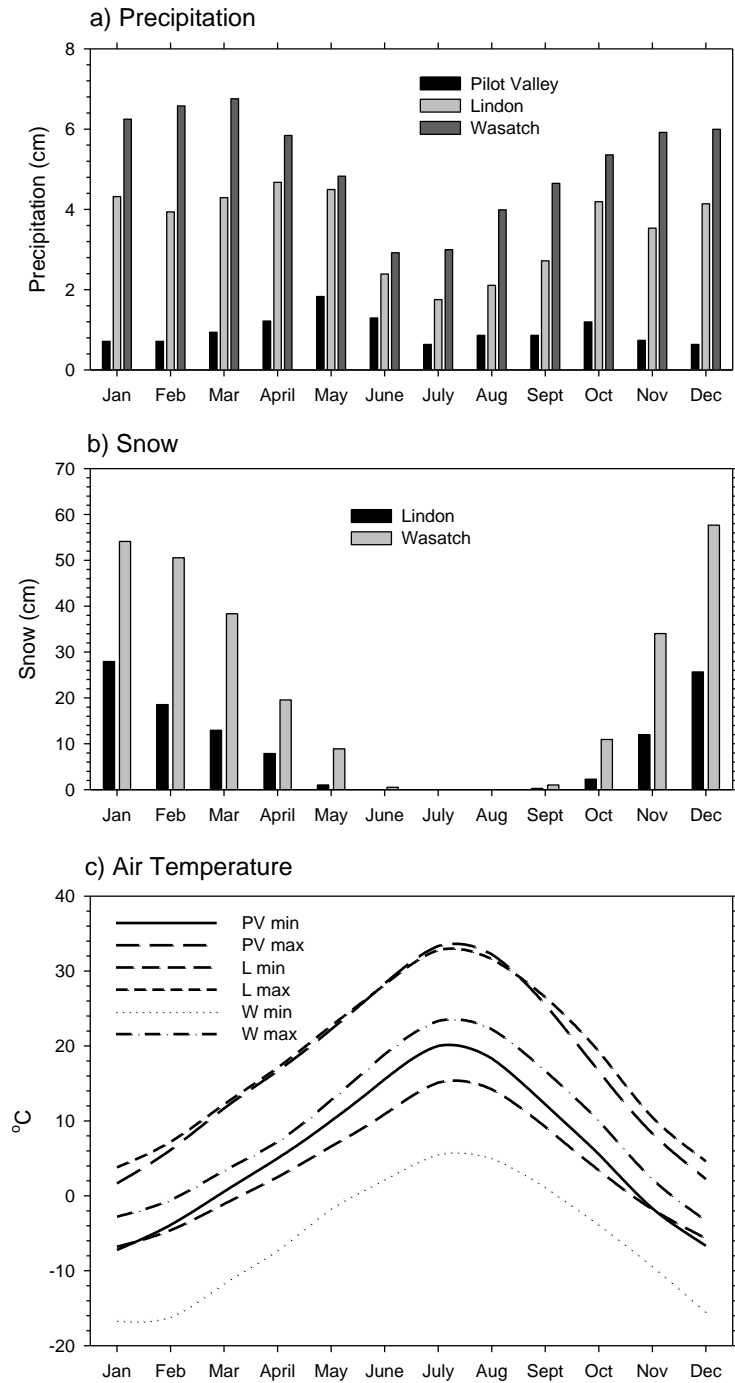 a) Precipitation
8
6
4
2
0
Precipitation (cm)
Pilot Valley
Lindon
Wasatch
Jan Feb Mar April May June July Aug Sept Oct Nov Dec
b) Snow
70
60
50
40
30
20
10
0
Snow (cm)
Lindon
Wasatch
Jan Feb Mar April May June July Aug Sept Oct Nov Dec
c) Air Temperature
40
30
20
10
0
-10
-20
oC
PV min
PV max
L min
L max
W min
W max
Jan Feb Mar April May June July Aug Sept Oct Nov Dec